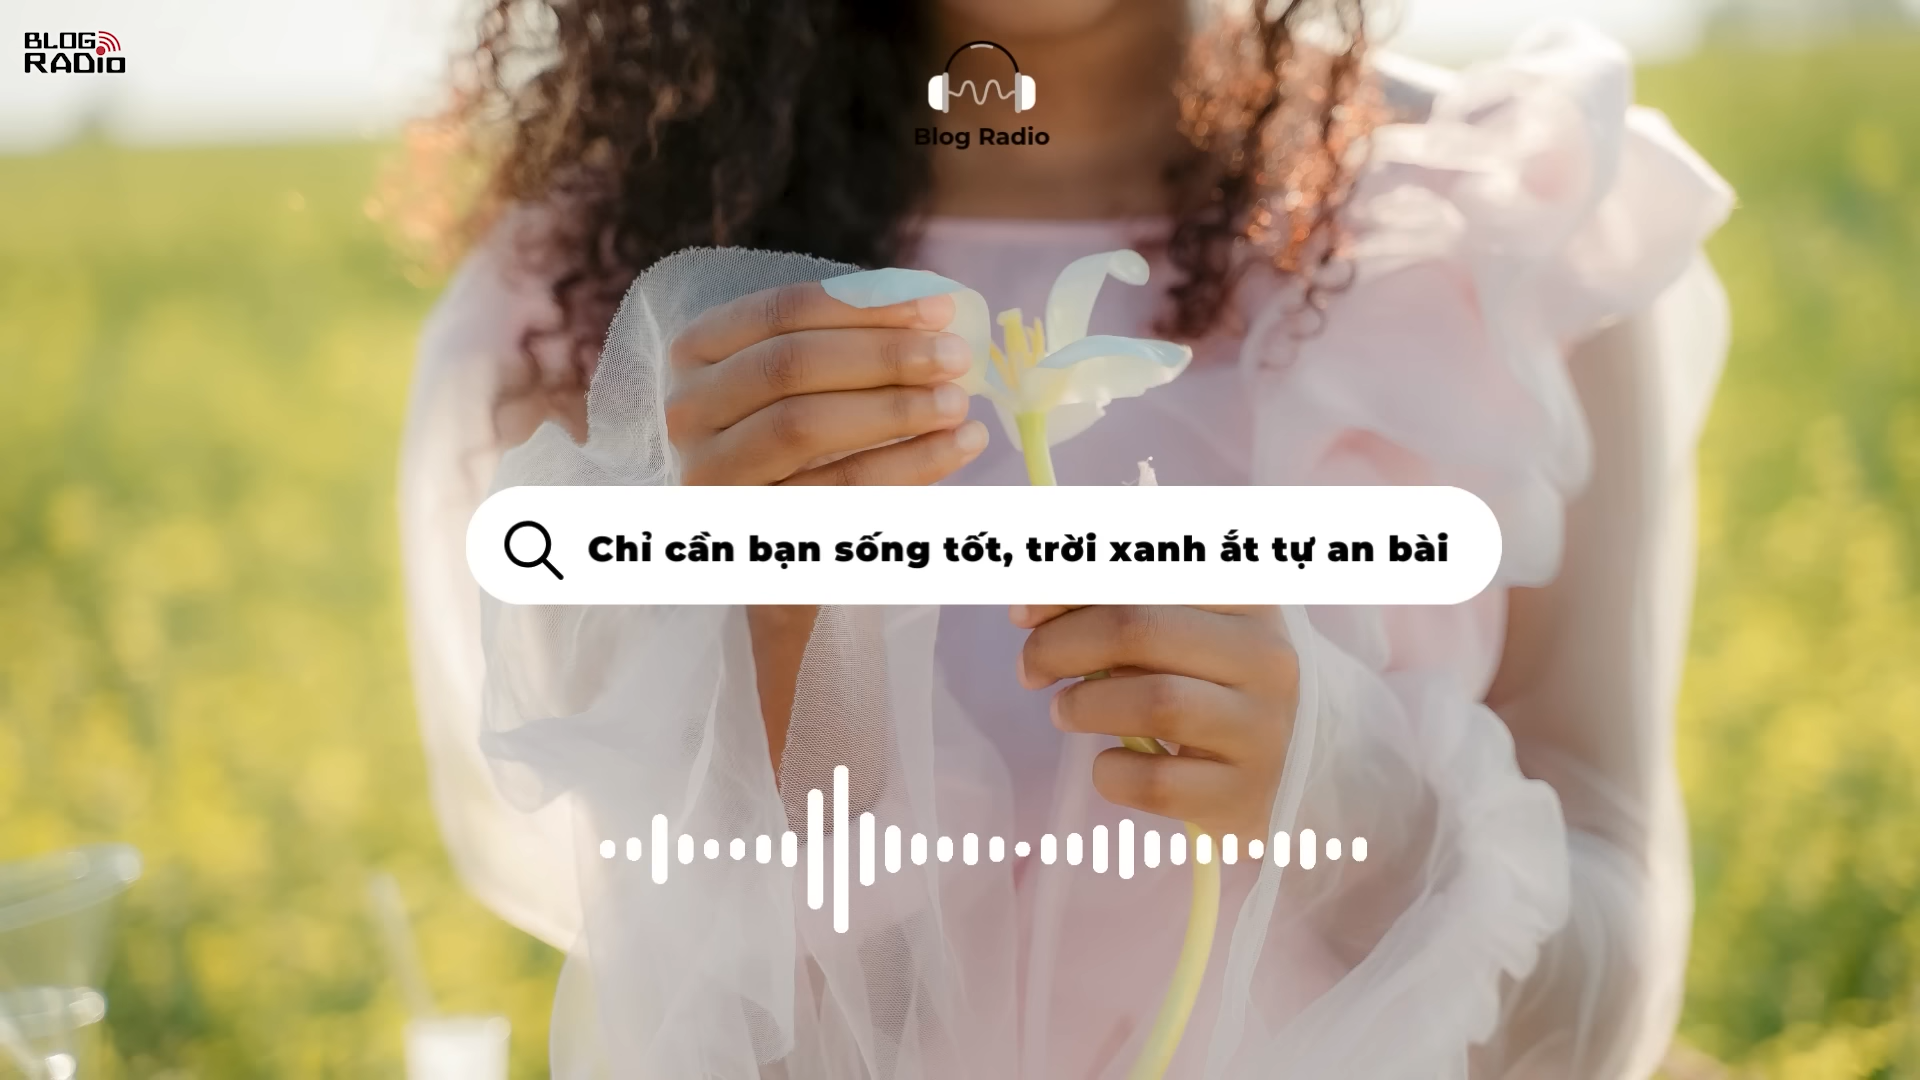 BLOG
RADIO
Blog Radio
Chỉ cần bạn sống tốt, trời xanh ắt tự an bài